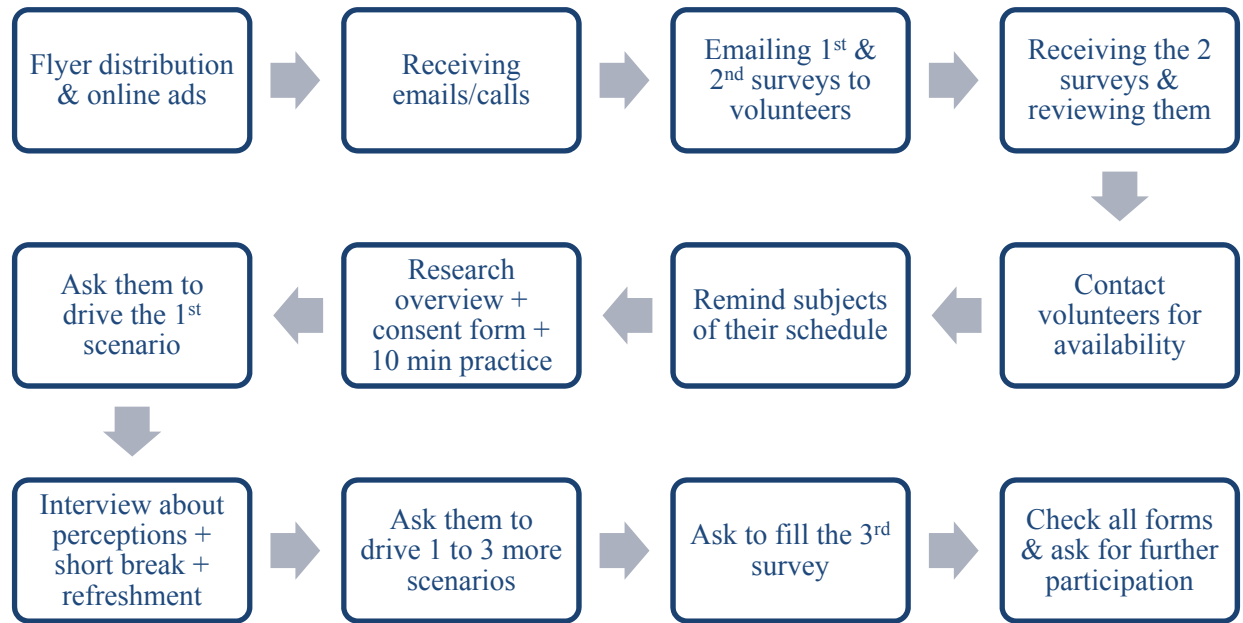 Flyer distribution
& online ads
Receiving
emails/calls
Emailing 1st &
2nd surveys to
volunteers
Receiving the 2
surveys &
reviewing them
Contact
volunteers for
availability
Remind subjects
of their schedule
Research
overview +
consent form +
10 min practice
Ask them to
drive the 1st
scenario
Interview about
perceptions +
short break +
refreshment
Ask them to
drive 1 to 3 more
scenarios
Ask to fill the 3rd
survey
Check all forms
& ask for further
participation